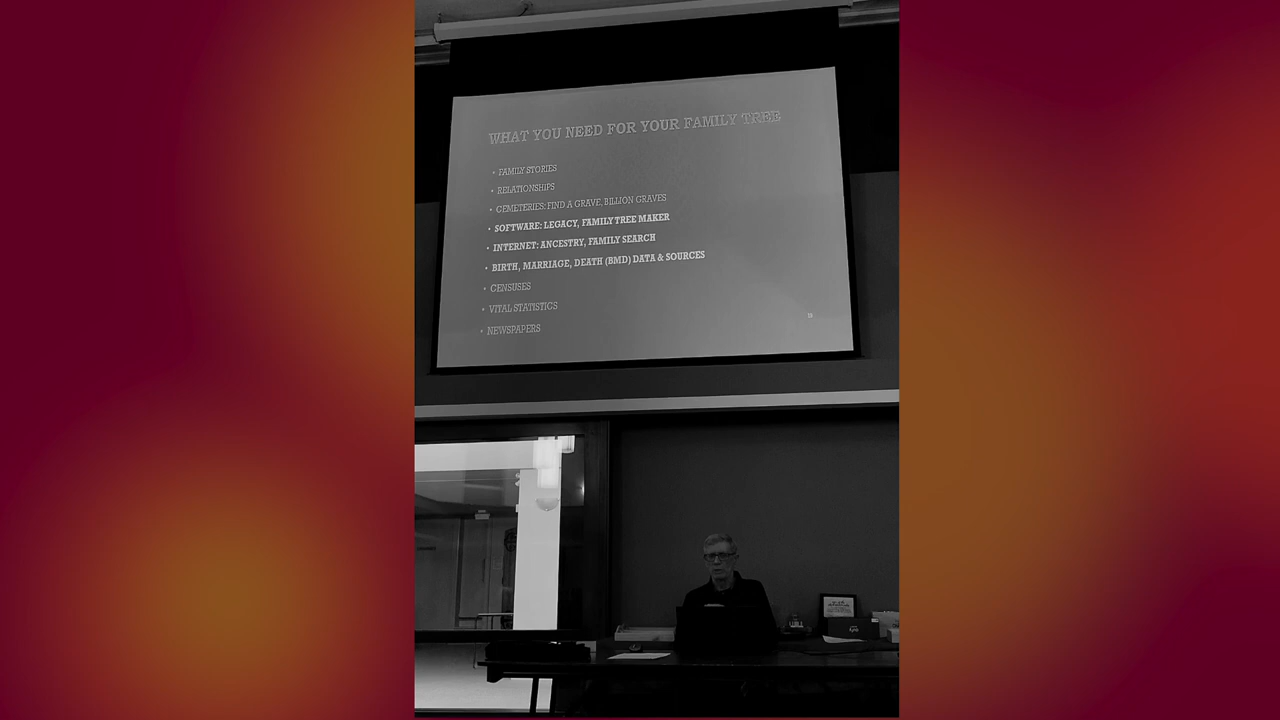 WHAT YOU NEED FOR YOUR FAMILY TREE
• FAMILY STORIES
• RELATIONSHIPS
• CEMETERIES: FIND A GRAVE, BILLION GRAVES
• SOFTWARE: LEGACY, FAMILY TREE MAKER
• INTERNET: ANCESTRY, FAMILY SEARCH
• BIRTH, MARRIAGE, DEATH (BMD) DATA & SOURCES
• CENSUSES
• VITAL STATISTICS
• NEWSPAPERS